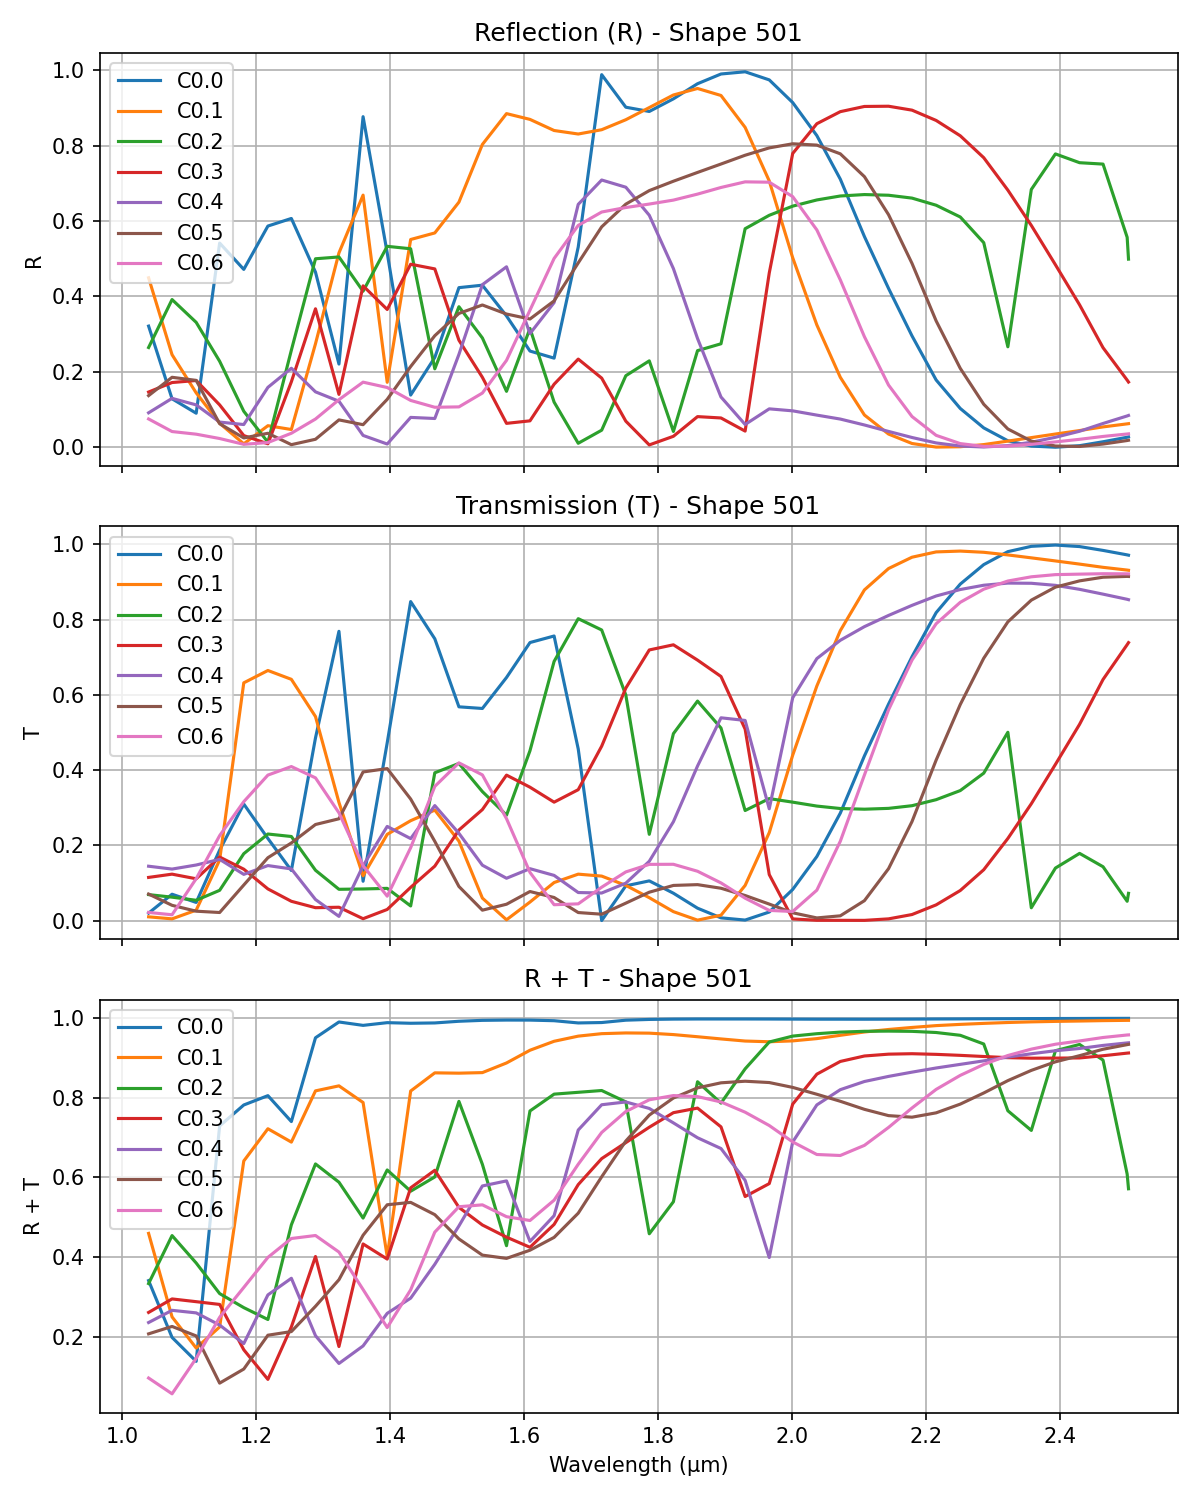 Reflection (R) - Shape 501
1.0
0.8
0.6
0.4
0.2
0.0
R
C0.0
C0.1
C0.2
C0.3
C0.4
C0.5
C0.6
Transmission (T) - Shape 501
1.0
0.8
0.6
0.4
0.2
0.0
T
C0.0
C0.1
C0.2
C0.3
C0.4
C0.5
C0.6
R + T - Shape 501
1.0
0.8
0.6
0.4
0.2
R + T
C0.0
C0.1
C0.2
C0.3
C0.4
C0.5
C0.6
1.0 1.2 1.4 1.6 1.8 2.0 2.2 2.4
Wavelength (μm)